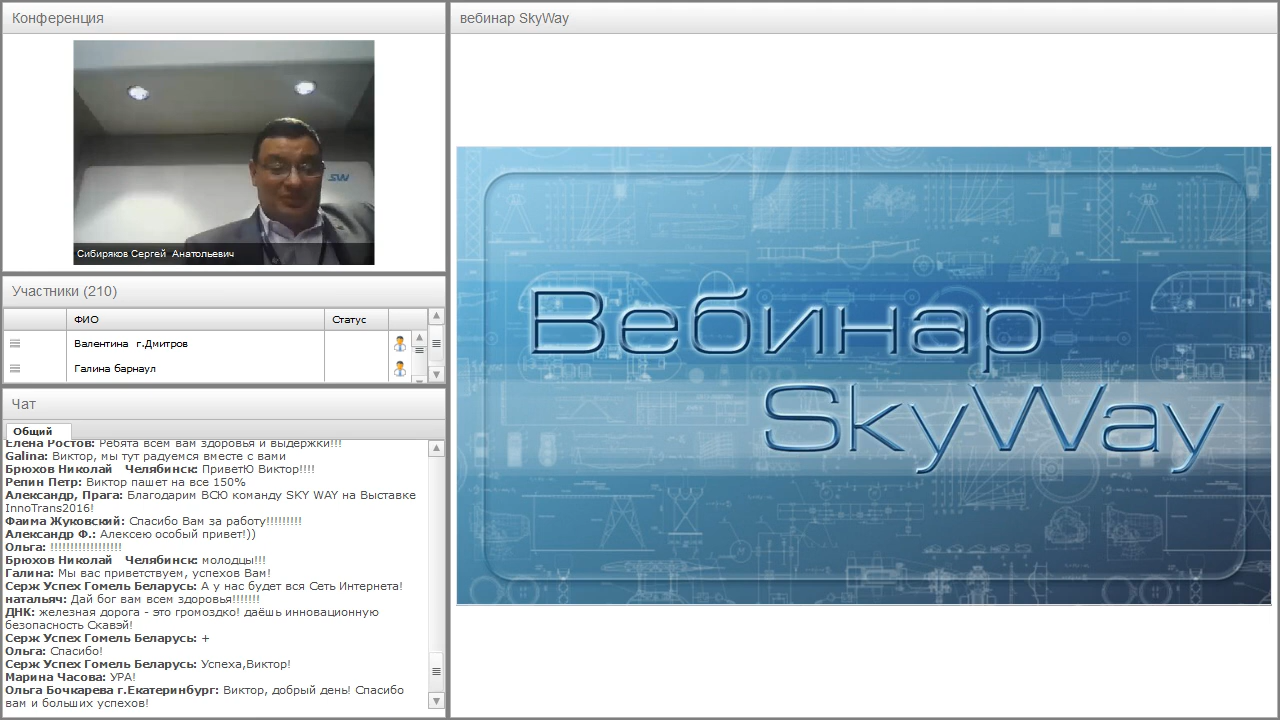 Конференция
SW
Сибиряков Сергей Анатольевич
Участники (210)
ФИО Статус
Валентина г.Дмитров
Галина барнаул
Чат
Общий
Елена Ростов: Ребята всем вам здоровья и выдержки!!!
Galina: Виктор, мы тут радуемся вместе с вами
Брюхов Николай Челябинск: ПриветЮ Виктор!!!!
Репин Петр: Виктор пашет на все 150%
Александр, Прага: Благодарим ВСЮ команду SKY WAY на Выставке
InnoTrans2016!
Фаима Жуковский: Спасибо Вам за работу!!!!!!!!!
Александр Ф.: Алексею особый привет!))
Ольга: !!!!!!!!!!!!!!!!!!
Брюхов Николай Челябинск: молодцы!!!
Галина: Мы вас приветствуем, успехов Вам!
Серж Успех Гомель Беларусь: А у нас будет вся Сеть Интернета!
натальяч: Дай бог вам всем здоровья!!!!!!!
ДНК: железная дорога - это громоздко! даёшь инновационную
безопасность Скавэй!
Серж Успех Гомель Беларусь: +
Ольга: Спасибо!
Серж Успех Гомель Беларусь: Успеха,Виктор!
Марина Часова: УРА!
Ольга Бочкарева г.Екатеринбург: Виктор, добрый день! Спасибо
вам и больших успехов!
вебинар SkyWay
Вебинар
SkyWay